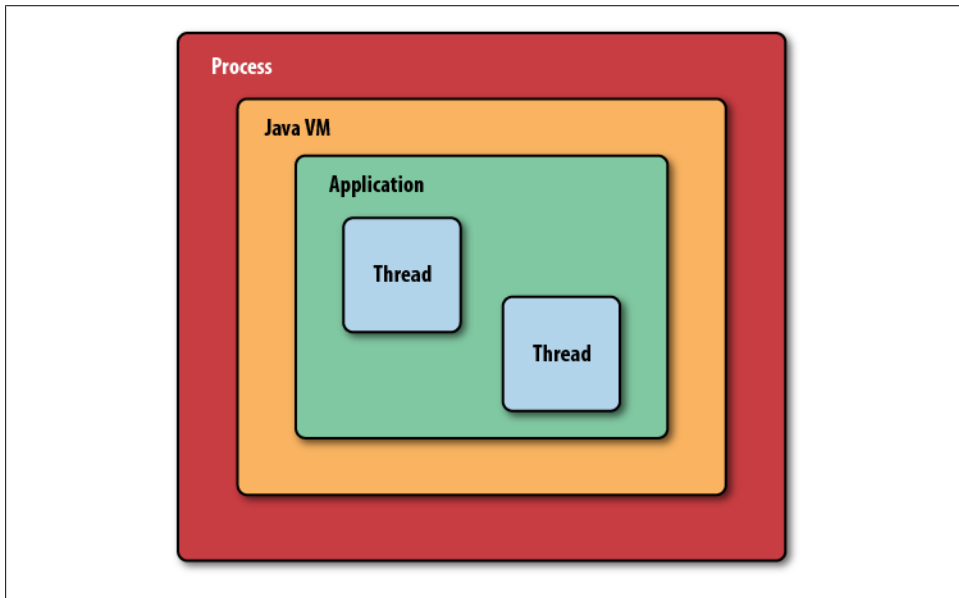 Process
Java VM
Application
Thread
Thread